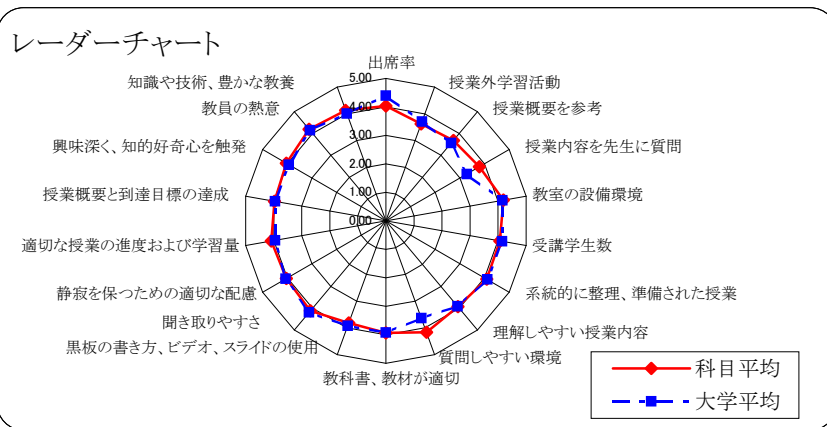 レーダーチャート
出席率
授業外学習活動
授業概要を参考
授業内容を先生に質問
教室の設備環境
受講学生数
系統的に整理、準備された授業
理解しやすい授業内容
質問しやすい環境
教科書、教材が適切
黒板の書き方、ビデオ、スライドの使用
聞き取りやすさ
静寂を保つための適切な配慮
適切な授業の進度および学習量
授業概要と到達目標の達成
興味深く、知的好奇心を触発
教員の熱意
知識や技術、豊かな教養
5.00
4.00
3.00
2.00
1.00
0.00
科目平均
大学平均